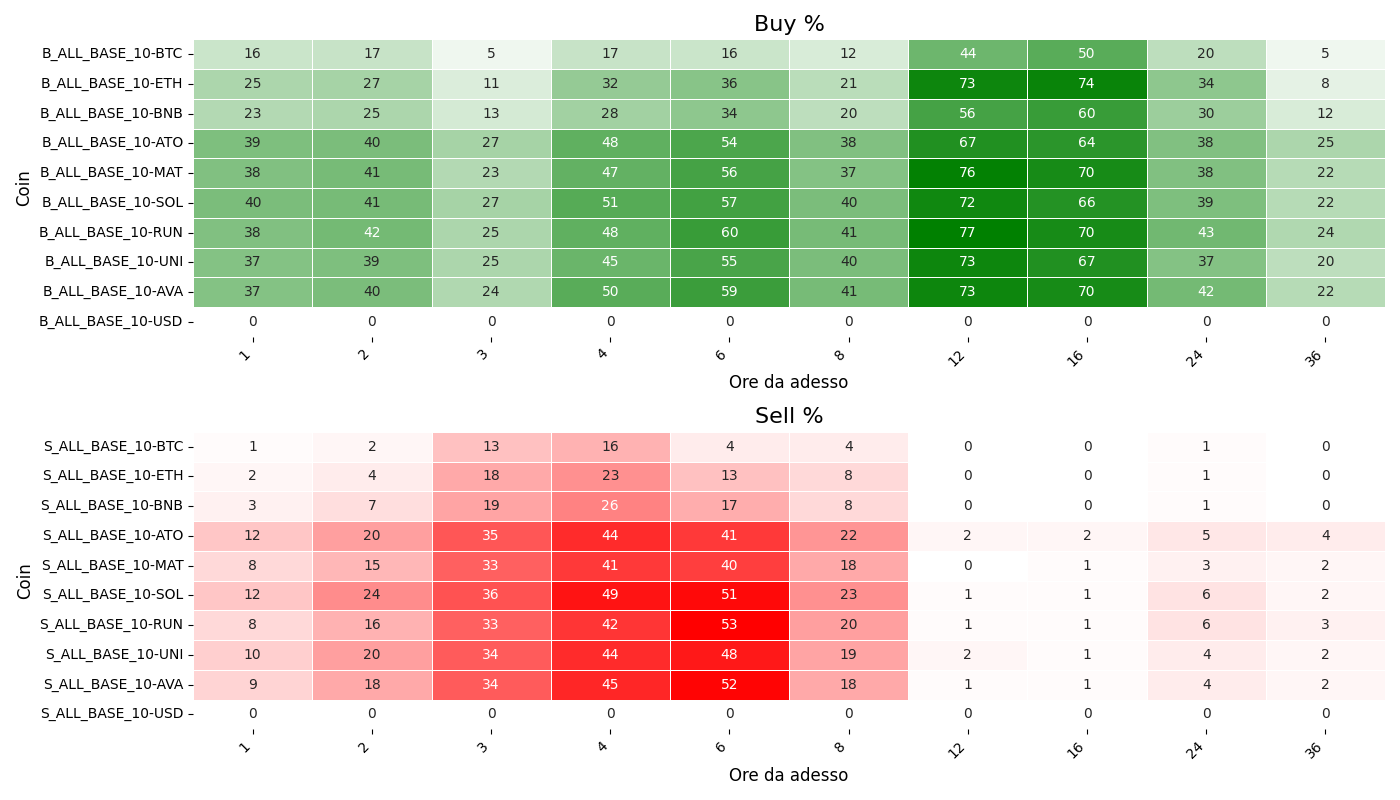 Buy %
Coin
B_ALL_BASE_10-BTC 16 17 5 17 16 12 44 50 20 5
B_ALL_BASE_10-ETH 25 27 11 32 36 21 73 74 34 8
B_ALL_BASE_10-BNB 23 25 13 28 34 20 56 60 30 12
B_ALL_BASE_10-ATO 39 40 27 48 54 38 67 64 38 25
B_ALL_BASE_10-MAT 38 41 23 47 56 37 76 70 38 22
B_ALL_BASE_10-SOL 40 41 27 51 57 40 72 66 39 22
B_ALL_BASE_10-RUN 38 42 25 48 60 41 77 70 43 24
B_ALL_BASE_10-UNI 37 39 25 45 55 40 73 67 37 20
B_ALL_BASE_10-AVA 37 40 24 50 59 41 73 70 42 22
B_ALL_BASE_10-USD 0 0 0 0 0 0 0 0 0 0
1 2 3 4 6 8 12 16 24 36
Ore da adesso
Sell %
Coin
S_ALL_BASE_10-BTC 1 2 13 16 4 4 0 0 1 0
S_ALL_BASE_10-ETH 2 4 18 23 13 8 0 0 1 0
S_ALL_BASE_10-BNB 3 7 19 26 17 8 0 0 1 0
S_ALL_BASE_10-ATO 12 20 35 44 41 22 2 2 5 4
S_ALL_BASE_10-MAT 8 15 33 41 40 18 0 1 3 2
S_ALL_BASE_10-SOL 12 24 36 49 51 23 1 1 6 2
S_ALL_BASE_10-RUN 8 16 33 42 53 20 1 1 6 3
S_ALL_BASE_10-UNI 10 20 34 44 48 19 2 1 4 2
S_ALL_BASE_10-AVA 9 18 34 45 52 18 1 1 4 2
S_ALL_BASE_10-USD 0 0 0 0 0 0 0 0 0 0
1 2 3 4 6 8 12 16 24 36
Ore da adesso